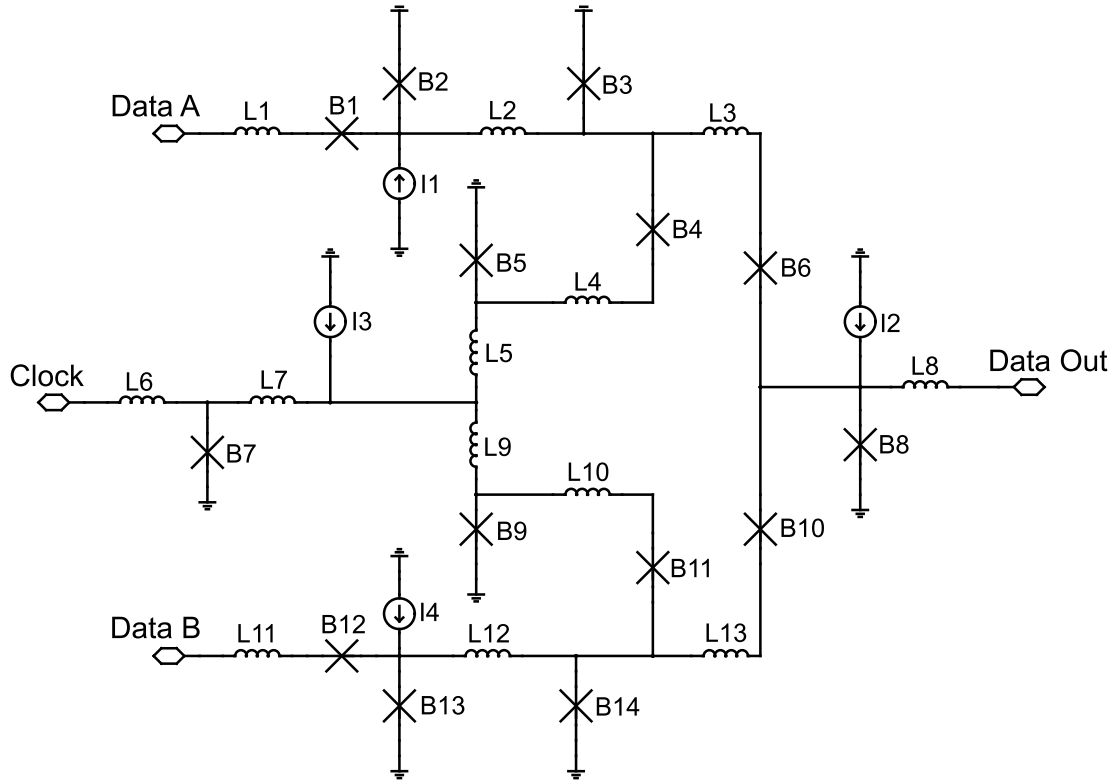 B2
B3
Data A
L1
B1
L2
L3
I1
B4
B5
B6
L4
I3
I2
L5
Clock
L6
L7
L8
Data Out
L9
B7
B8
L10
B9
B10
B11
I4
Data B
L11
B12
L12
L13
B13
B14